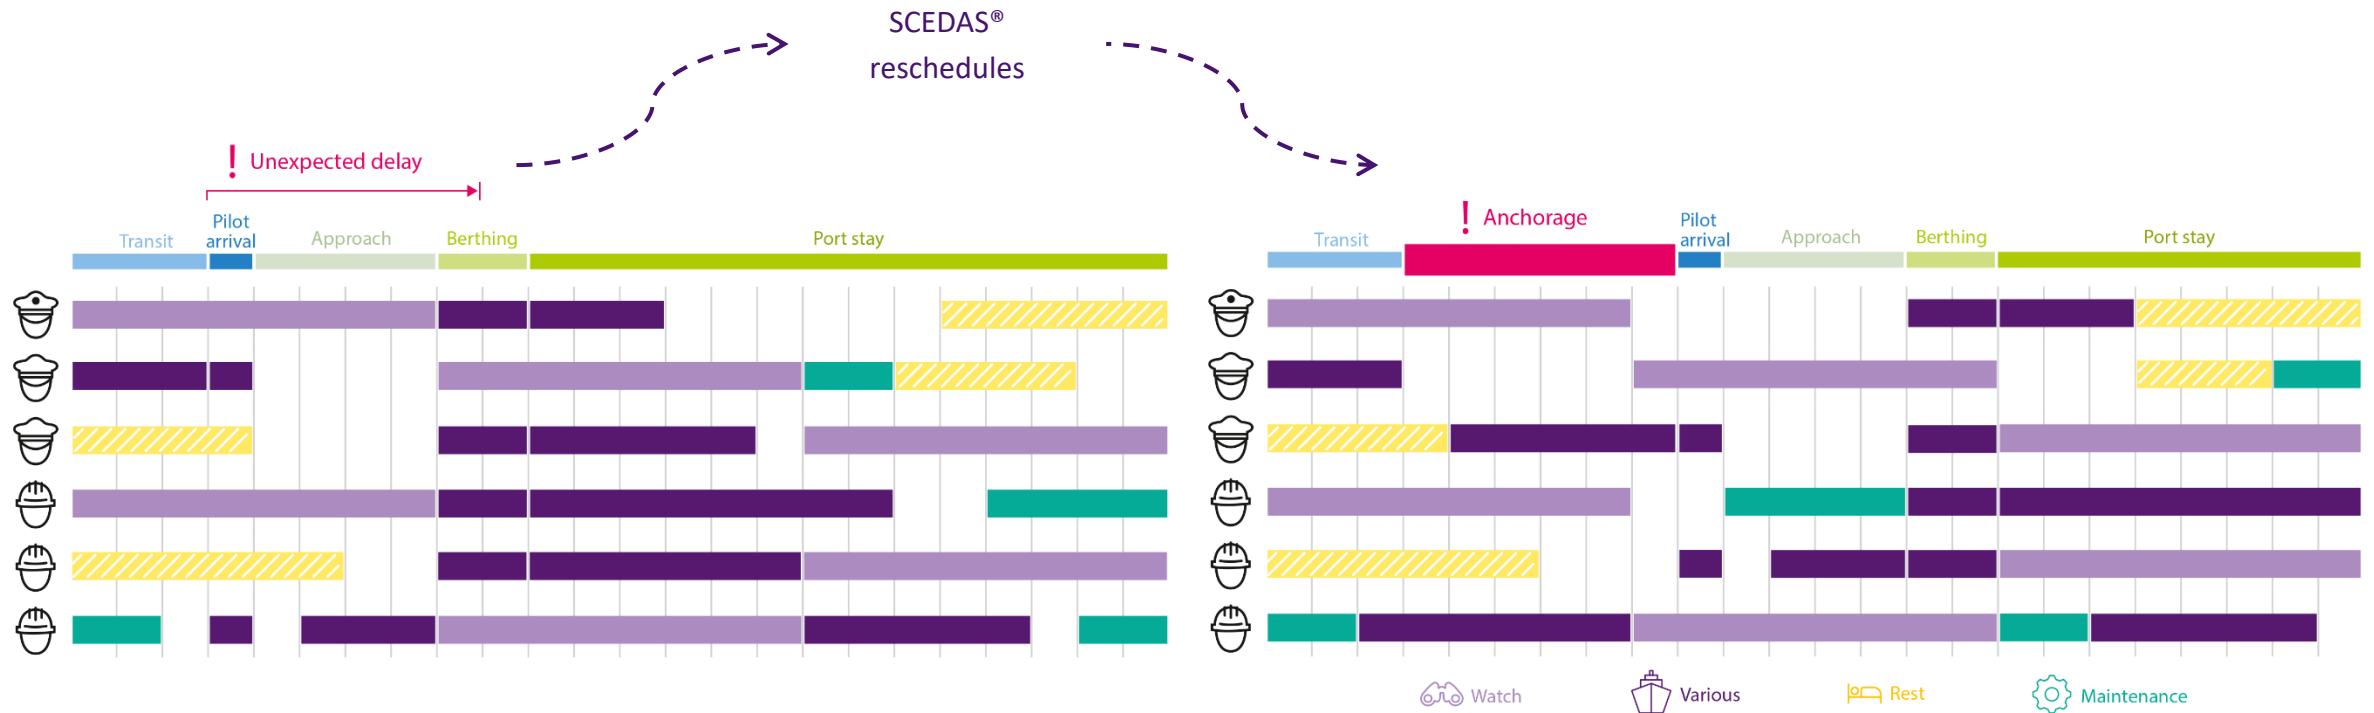 SCEDAS®
reschedules
! Unexpected delay
Transit
Pilot
arrival
Approach
Berthing
Port stay
! Anchorage
Transit
Pilot
arrival
Approach
Berthing
Port stay
Watch
Various
Rest
Maintenance